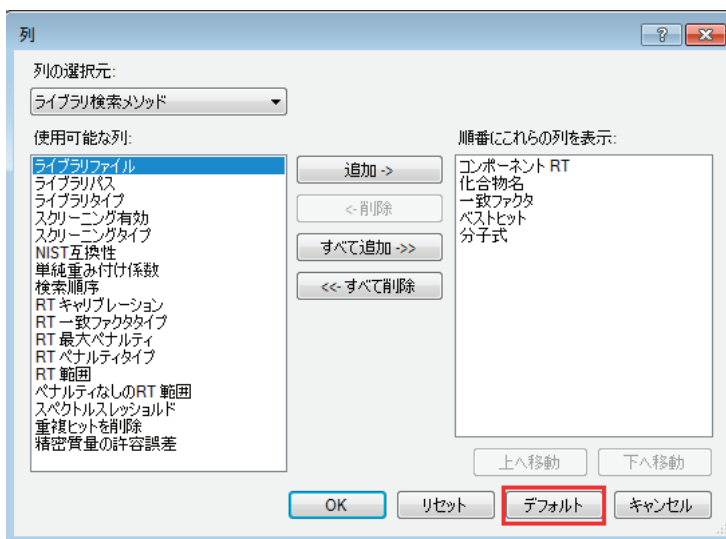 列
列の選択元:
ライブラリ検索メソッド
使用可能な列:
ライブラリファイル
ライブラリパス
ライブラリタイプ
スクリーニング有効
スクリーニングタイプ
NIST互換性
単純重み付け係数
検索順序
RT キャリブレーション
RT 一致ファクタタイプ
RT 最大ペナルティ
RT ペナルティタイプ
RT 範囲
ペナルティなしのRT 範囲
スペクトルスレッショルド
重複ヒットを削除
精密質量の許容誤差
追加 ->
<- 削除
すべて追加 ->>
<<- すべて削除
順番にこれらの列を表示:
コンポーネント RT
化合物名
一致ファクタ
ベストヒット
分子式
上へ移動
下へ移動
OK
リセット
デフォルト
キャンセル